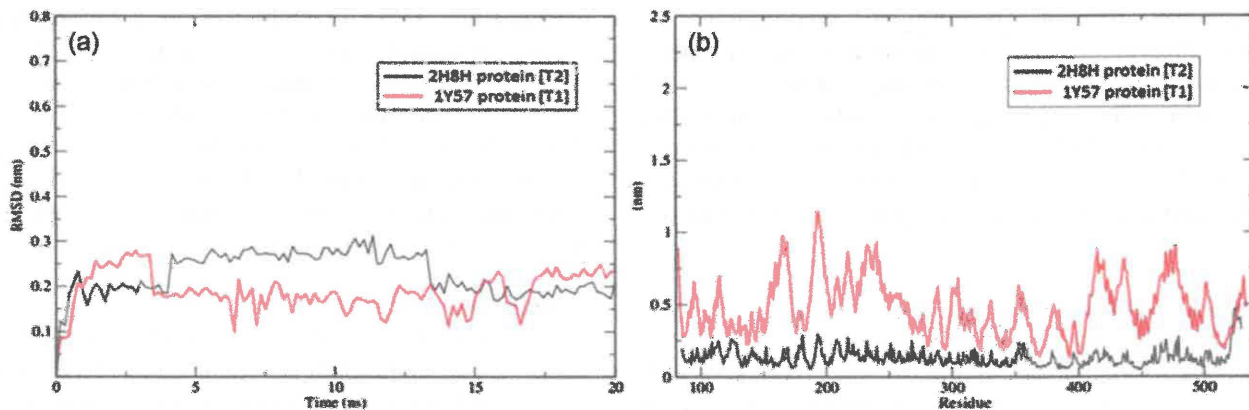 (a)
2H8H protein [T2]
1Y57 protein [T1]
RMSD (nm)
0.8
0.7
0.6
0.5
0.4
0.3
0.2
0.1
0
5
10
15
20
Time (ns)
(b)
2H8H protein [T2]
1Y57 protein [T1]
(nm)
2.5
2
1.5
1
0.5
0
100
200
300
400
500
Residue